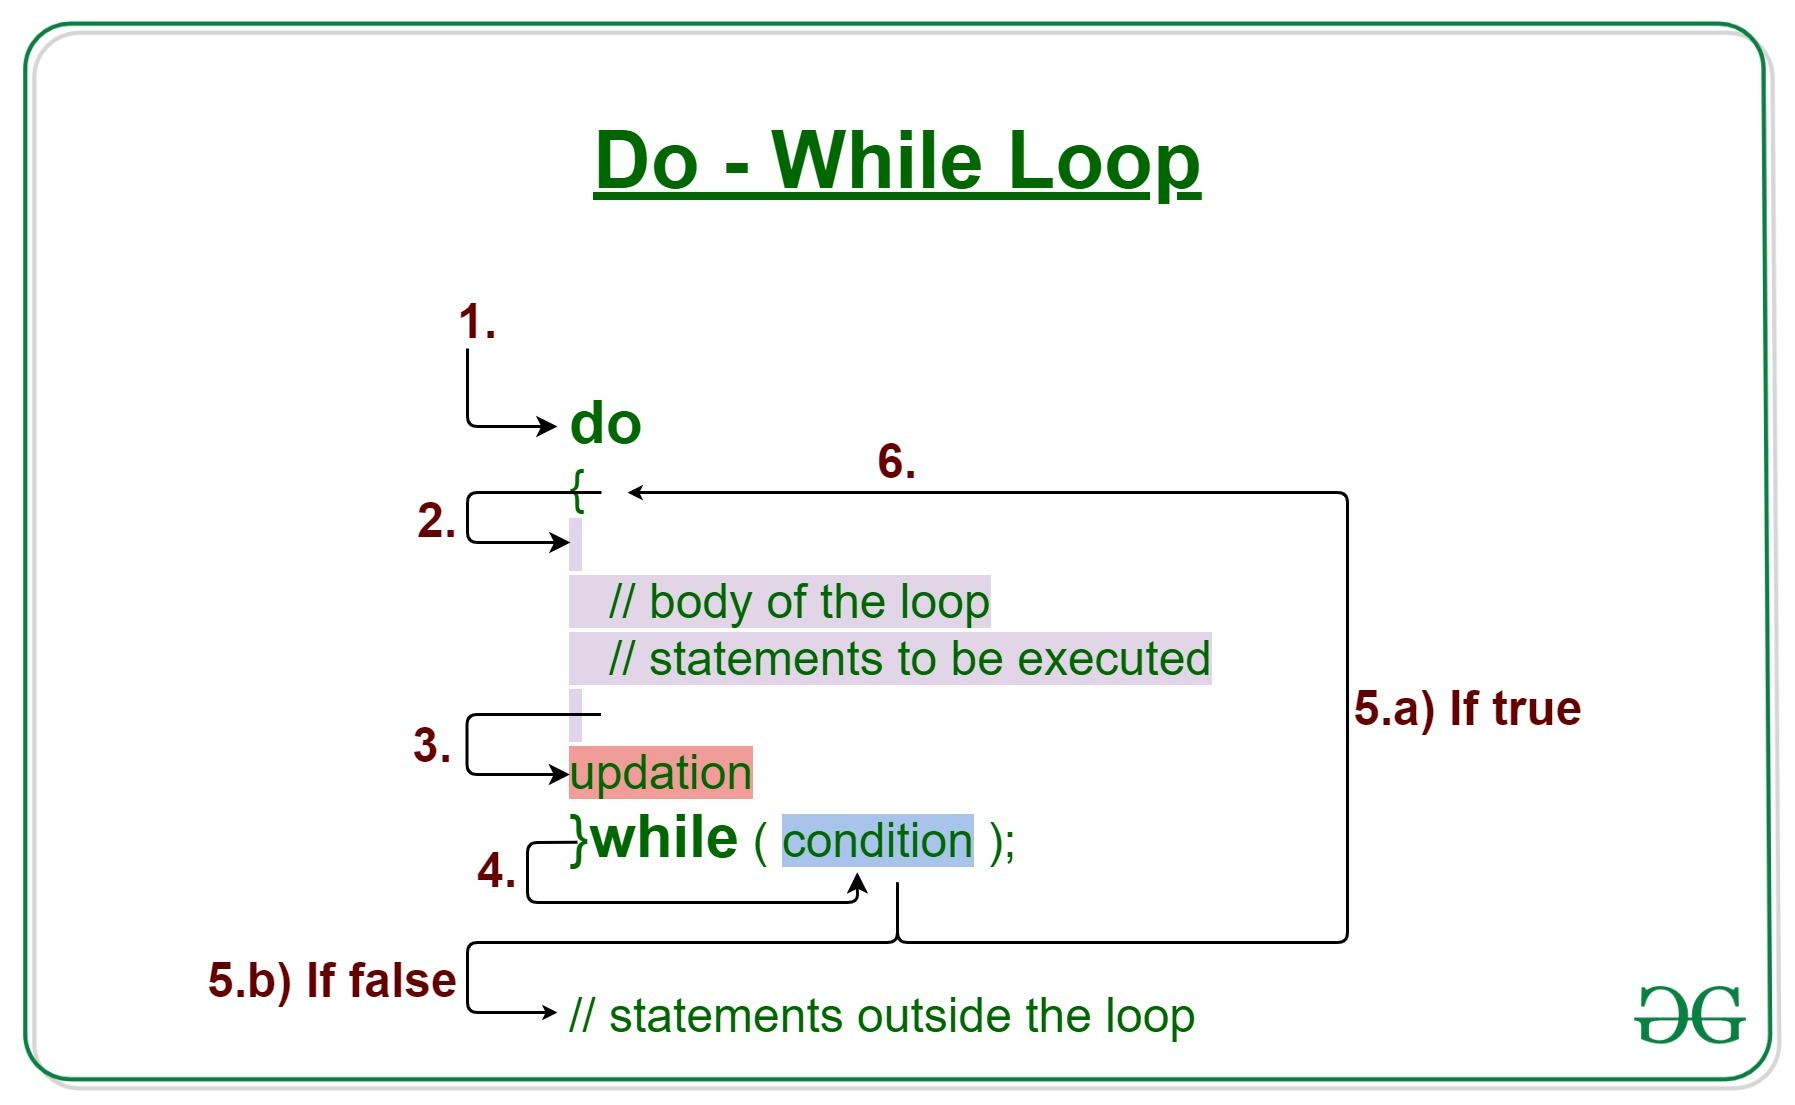 Do - While Loop
1.
do
6.
{
2.
// body of the loop
// statements to be executed
5.a) If true
3.
updation
}while ( condition );
4.
5.b) If false
// statements outside the loop